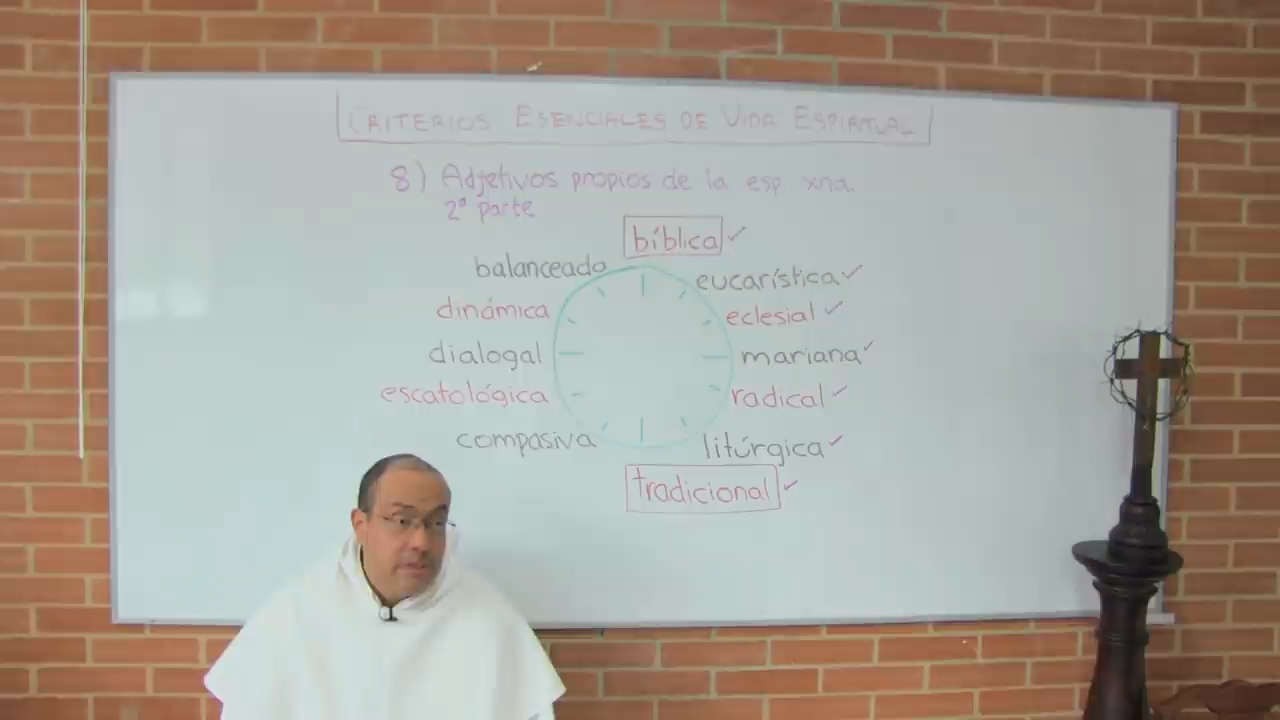 CRITERIOS ESENCIALES DE VIDA ESPIRITUAL
8) Adjetivos propios de la esp. xna.
2ª parte
bíblica ✓
eucarística ✓
eclesial ✓
mariana ✓
radical ✓
litúrgica ✓
tradicional ✓
compasiva
escatológica
dialogal
dinámica
balanceado